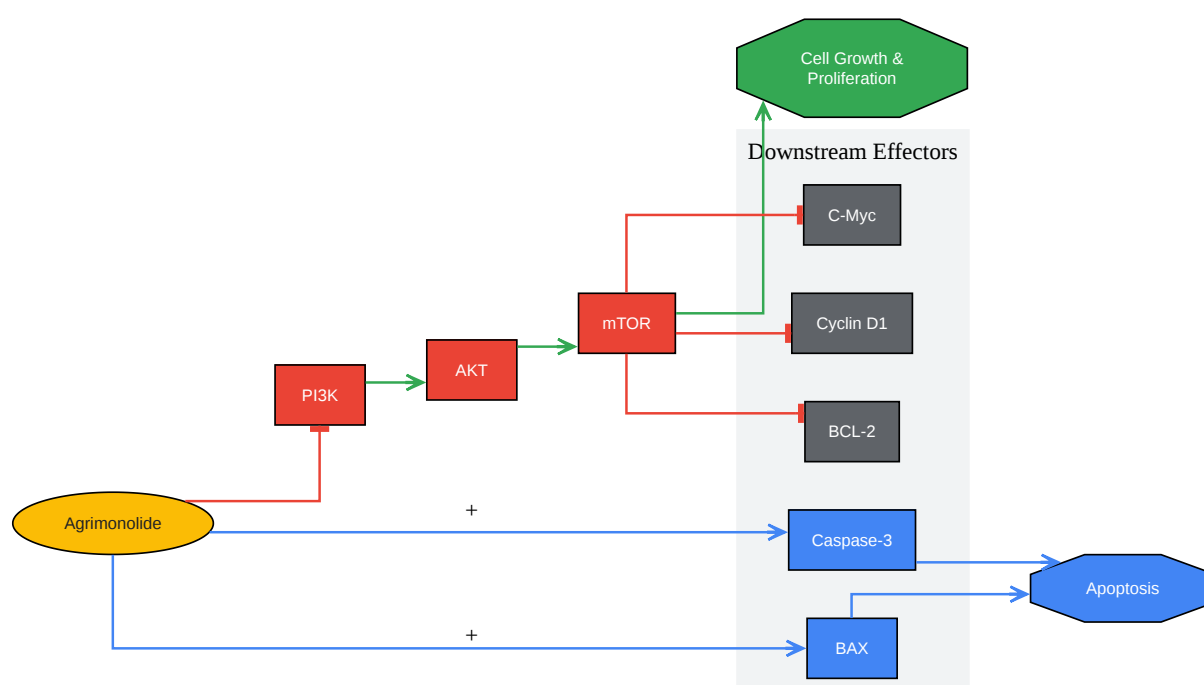 Cell Growth &
Proliferation
Downstream Effectors
C-Myc
mTOR
Cyclin D1
AKT
PI3K
BCL-2
+
Agrimonolide
Caspase-3
Apoptosis
+
BAX